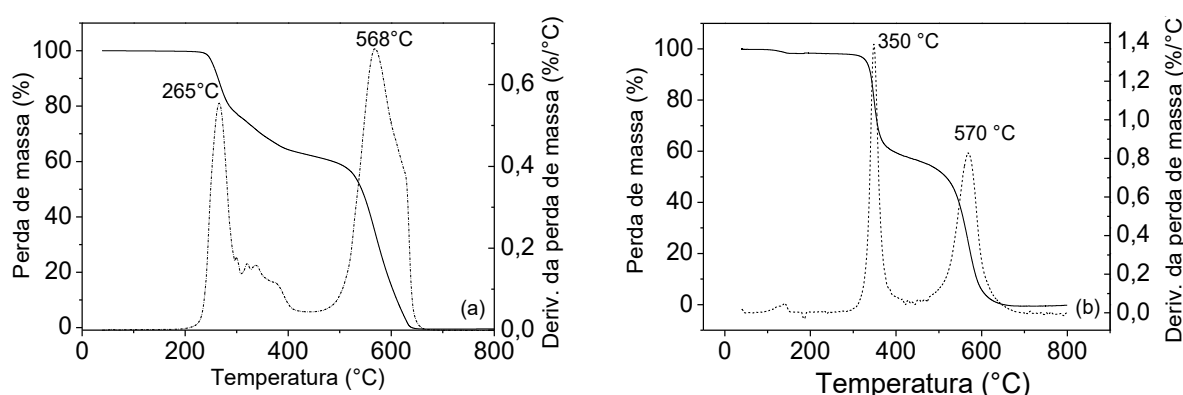 568°C
265°C
100
80
60
40
20
0
Perda de massa (%)
0,6
0,4
0,2
0,0
Deriv. da perda de massa (%/°C)
(a)
0
200
400
600
800
Temperatura (°C)
350 °C
570 °C
100
80
60
40
20
0
Perda de massa (%)
1,4
1,2
1,0
0,8
0,6
0,4
0,2
0,0
Deriv. da perda de massa (%/°C)
(b)
0
200
400
600
800
Temperatura (°C)